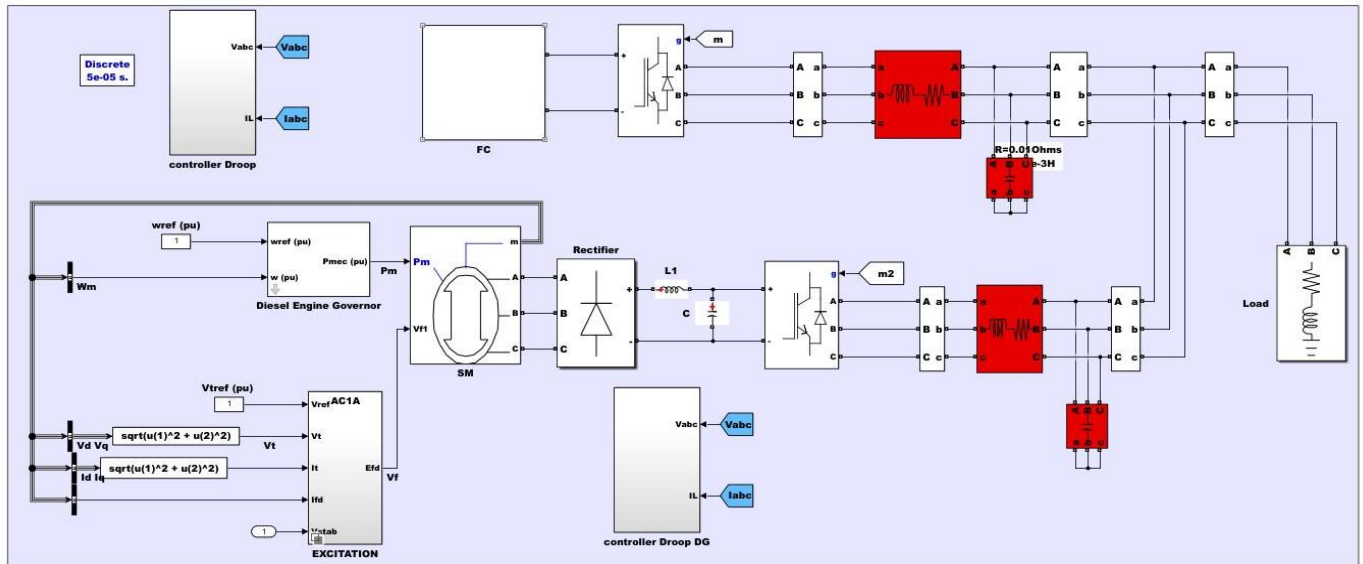 Discrete
5e-05 s.
Vabc
Vabc
IL
Iabc
controller Droop
FC
+
-
g
m
A
B
C
A a
B b
C c
a A
b B
c C
A a
B b
C c
A a
B b
C c
R=0.01Ohms
e-3H
A B C
a b c
A B C
Load
wref (pu)
1
wref (pu)
w (pu)
Pmec (pu)
Pm
Wm
Diesel Engine Governor
Pm
m
Vf1
A
B
C
SM
Rectifier
A
B
C
+
-
L1
C
+
-
g
m2
A
B
C
A a
B b
C c
a A
b B
c C
A a
B b
C c
A B C
a b c
Vtref (pu)
1
Vref
AC1A
Vd Vq
sqrt(u(1)^2 + u(2)^2)
Vt
Vt
Id Iq
sqrt(u(1)^2 + u(2)^2)
It
Efd
Vf
Ifd
1
Vstab
EXCITATION
Vabc
Vabc
IL
Iabc
controller Droop DG